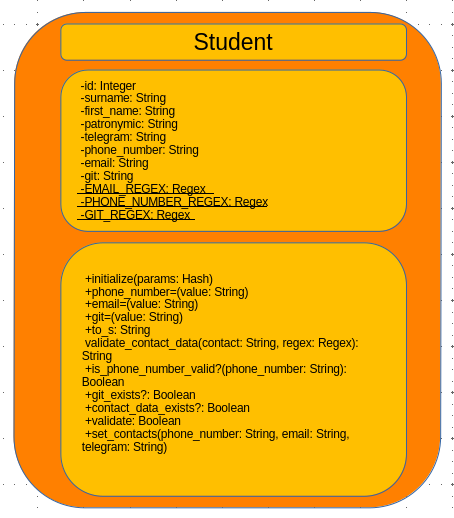 Student
-id: Integer
-surname: String
-first_name: String
-patronymic: String
-telegram: String
-phone_number: String
-email: String
-git: String
-EMAIL_REGEX: Regex
-PHONE_NUMBER_REGEX: Regex
-GIT_REGEX: Regex
+initialize(params: Hash)
+phone_number=(value: String)
+email=(value: String)
+git=(value: String)
+to_s: String
validate_contact_data(contact: String, regex: Regex):
String
+is_phone_number_valid?(phone_number: String):
Boolean
+git_exists?: Boolean
+contact_data_exists?: Boolean
+validate: Boolean
+set_contacts(phone_number: String, email: String,
telegram: String)